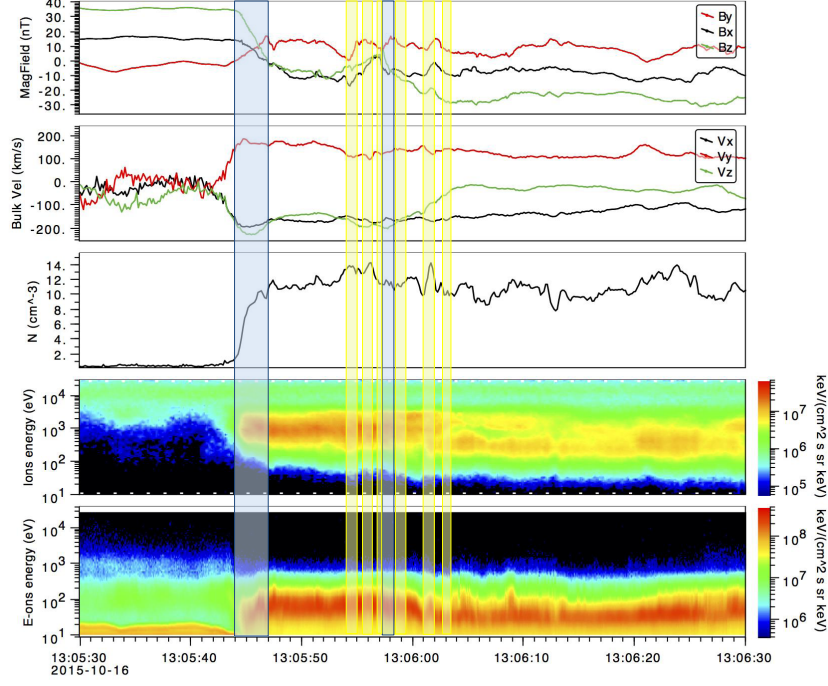 40.
30.
20.
10.
0.
-10.
-20.
-30.
MagField (nT)
By
Bx
Bz
200.
100.
0.
-100.
-200.
Bulk Vel (km/s)
Vx
Vy
Vz
14.
12.
10.
8.
6.
4.
2.
N (cm^-3)
10^4
10^3
10^2
10^1
Ions energy (eV)
10^7
10^6
10^5
keV/(cm^2 s sr keV)
10^4
10^3
10^2
10^1
E-ons energy (eV)
10^8
10^7
10^6
keV/(cm^2 s sr keV)
13:05:30 13:05:40 13:05:50 13:06:00 13:06:10 13:06:20 13:06:30
2015-10-16